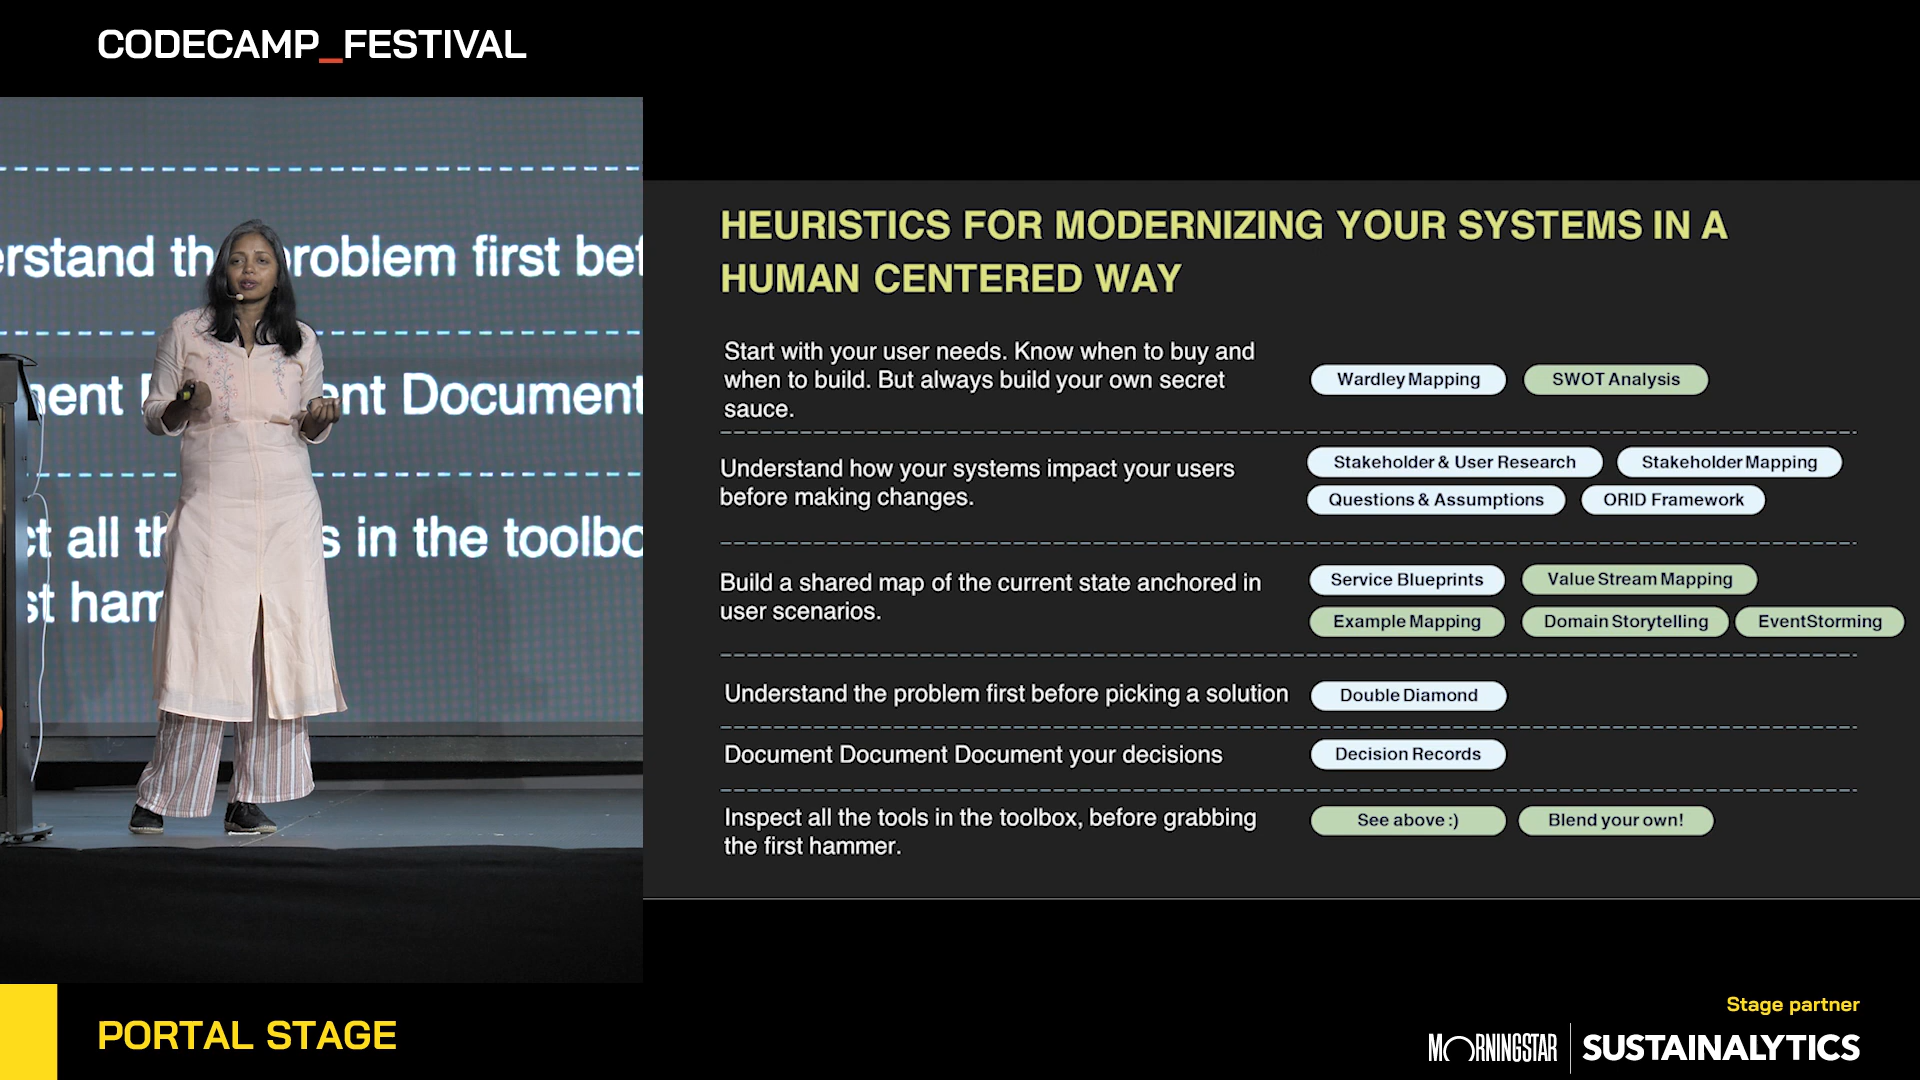 CODECAMP_FESTIVAL
erstand th problem first bef
ment ent Document
ct all th s in the toolbo
st ham
HEURISTICS FOR MODERNIZING YOUR SYSTEMS IN A
HUMAN CENTERED WAY
Start with your user needs. Know when to buy and
when to build. But always build your own secret
sauce.
Wardley Mapping
SWOT Analysis
Understand how your systems impact your users
before making changes.
Stakeholder & User Research
Stakeholder Mapping
Questions & Assumptions
ORID Framework
Build a shared map of the current state anchored in
user scenarios.
Service Blueprints
Value Stream Mapping
Example Mapping
Domain Storytelling
EventStorming
Understand the problem first before picking a solution
Double Diamond
Document Document Document your decisions
Decision Records
Inspect all the tools in the toolbox, before grabbing
the first hammer.
See above :)
Blend your own!
PORTAL STAGE
Stage partner
MORNINGSTAR | SUSTAINALYTICS